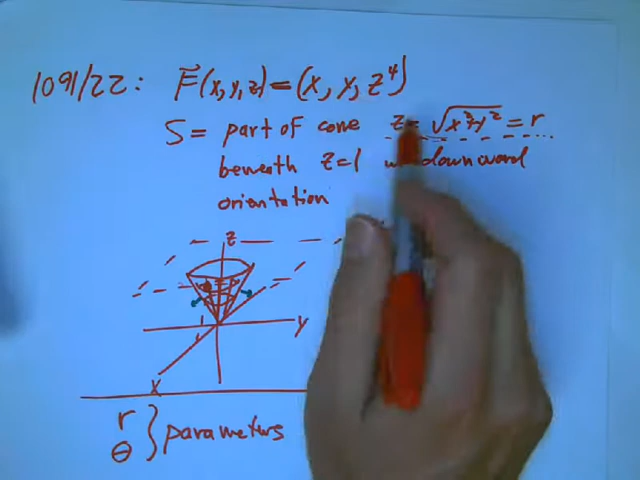 1091/22: F⃗(x,y,z)=(x, y, z⁴)
S= part of cone z= √x²+y² = r
beneath z=1 w downward
orientation
z
y
x
r
θ } parameters